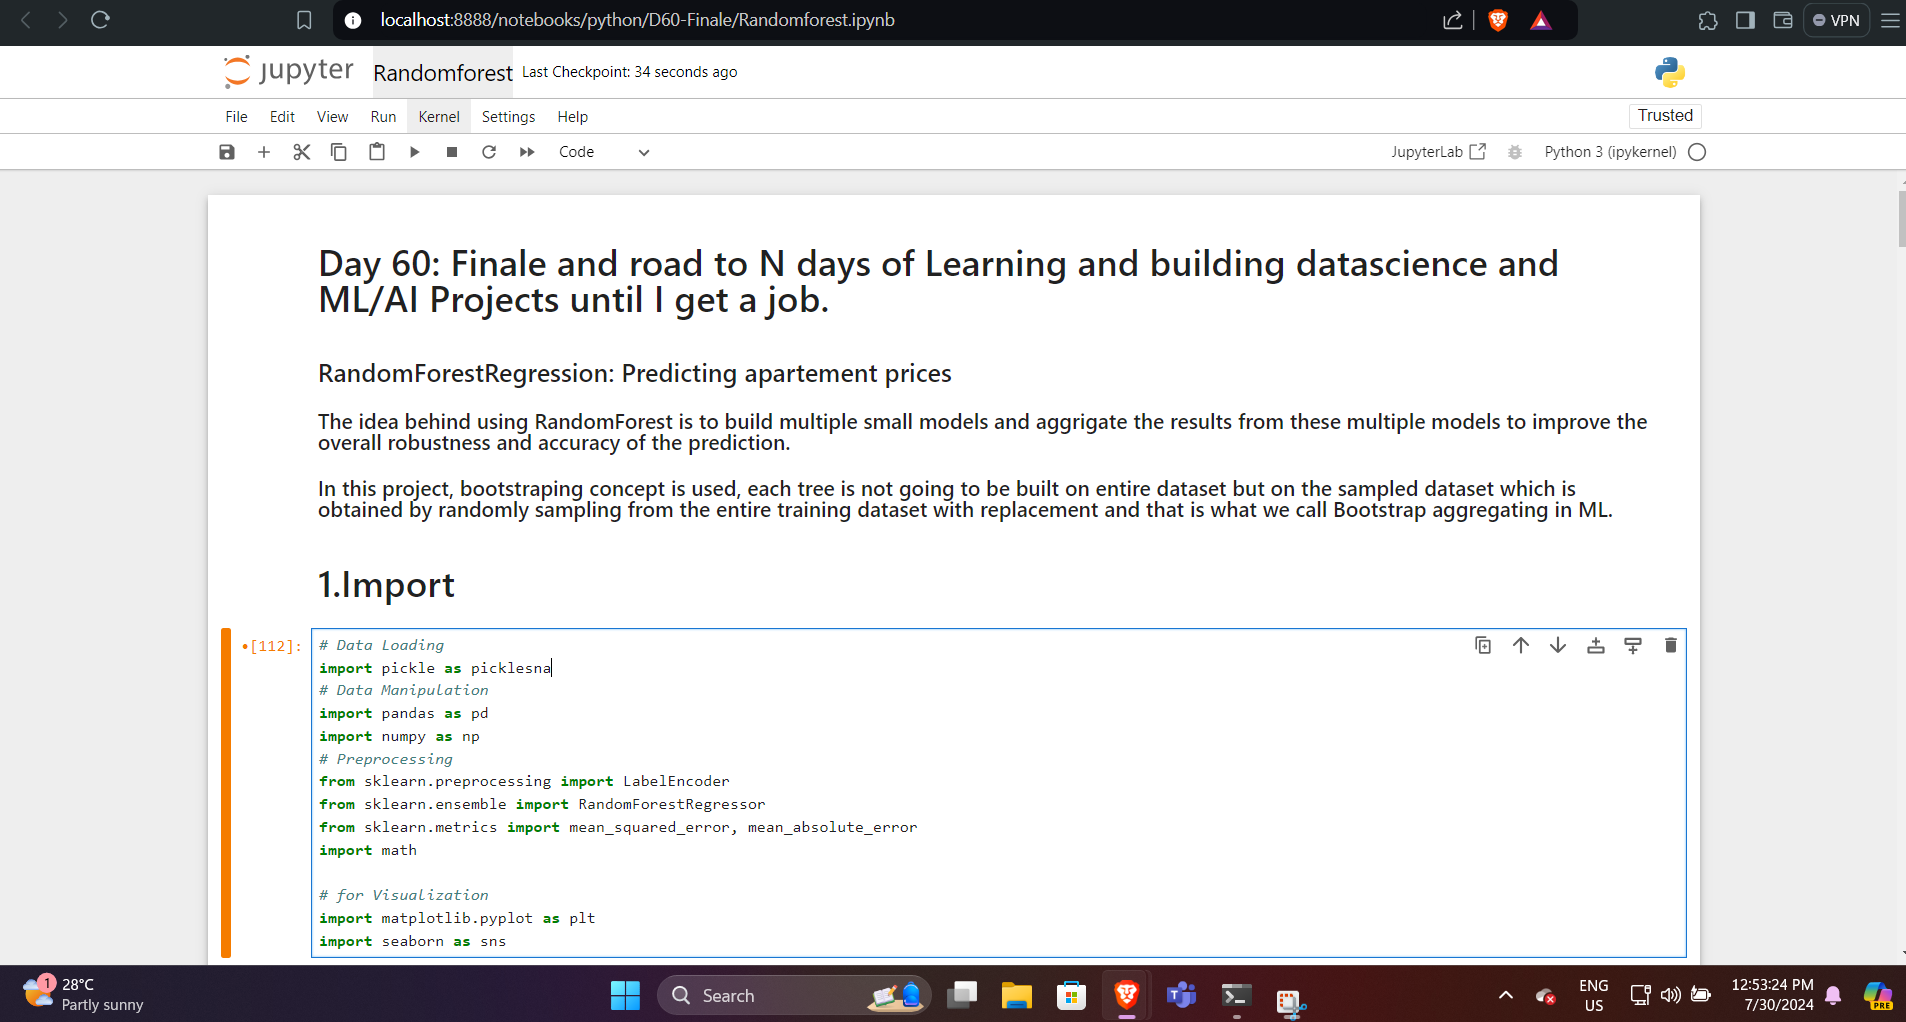 localhost:8888/notebooks/python/D60-Finale/Randomforest.ipynb
VPN
jupyter Randomforest Last Checkpoint: 34 seconds ago
File Edit View Run Kernel Settings Help
Trusted
Code
JupyterLab Python 3 (ipykernel)
Day 60: Finale and road to N days of Learning and building datascience and
ML/AI Projects until I get a job.
RandomForestRegression: Predicting apartement prices
The idea behind using RandomForest is to build multiple small models and aggrigate the results from these multiple models to improve the
overall robustness and accuracy of the prediction.
In this project, bootstraping concept is used, each tree is not going to be built on entire dataset but on the sampled dataset which is
obtained by randomly sampling from the entire training dataset with replacement and that is what we call Bootstrap aggregating in ML.
1.Import
•[112]:
# Data Loading
import pickle as picklesna
# Data Manipulation
import pandas as pd
import numpy as np
# Preprocessing
from sklearn.preprocessing import LabelEncoder
from sklearn.ensemble import RandomForestRegressor
from sklearn.metrics import mean_squared_error, mean_absolute_error
import math
# for Visualization
import matplotlib.pyplot as plt
import seaborn as sns
1
28°C
Partly sunny
Search
ENG
US
12:53:24 PM
7/30/2024
PRE